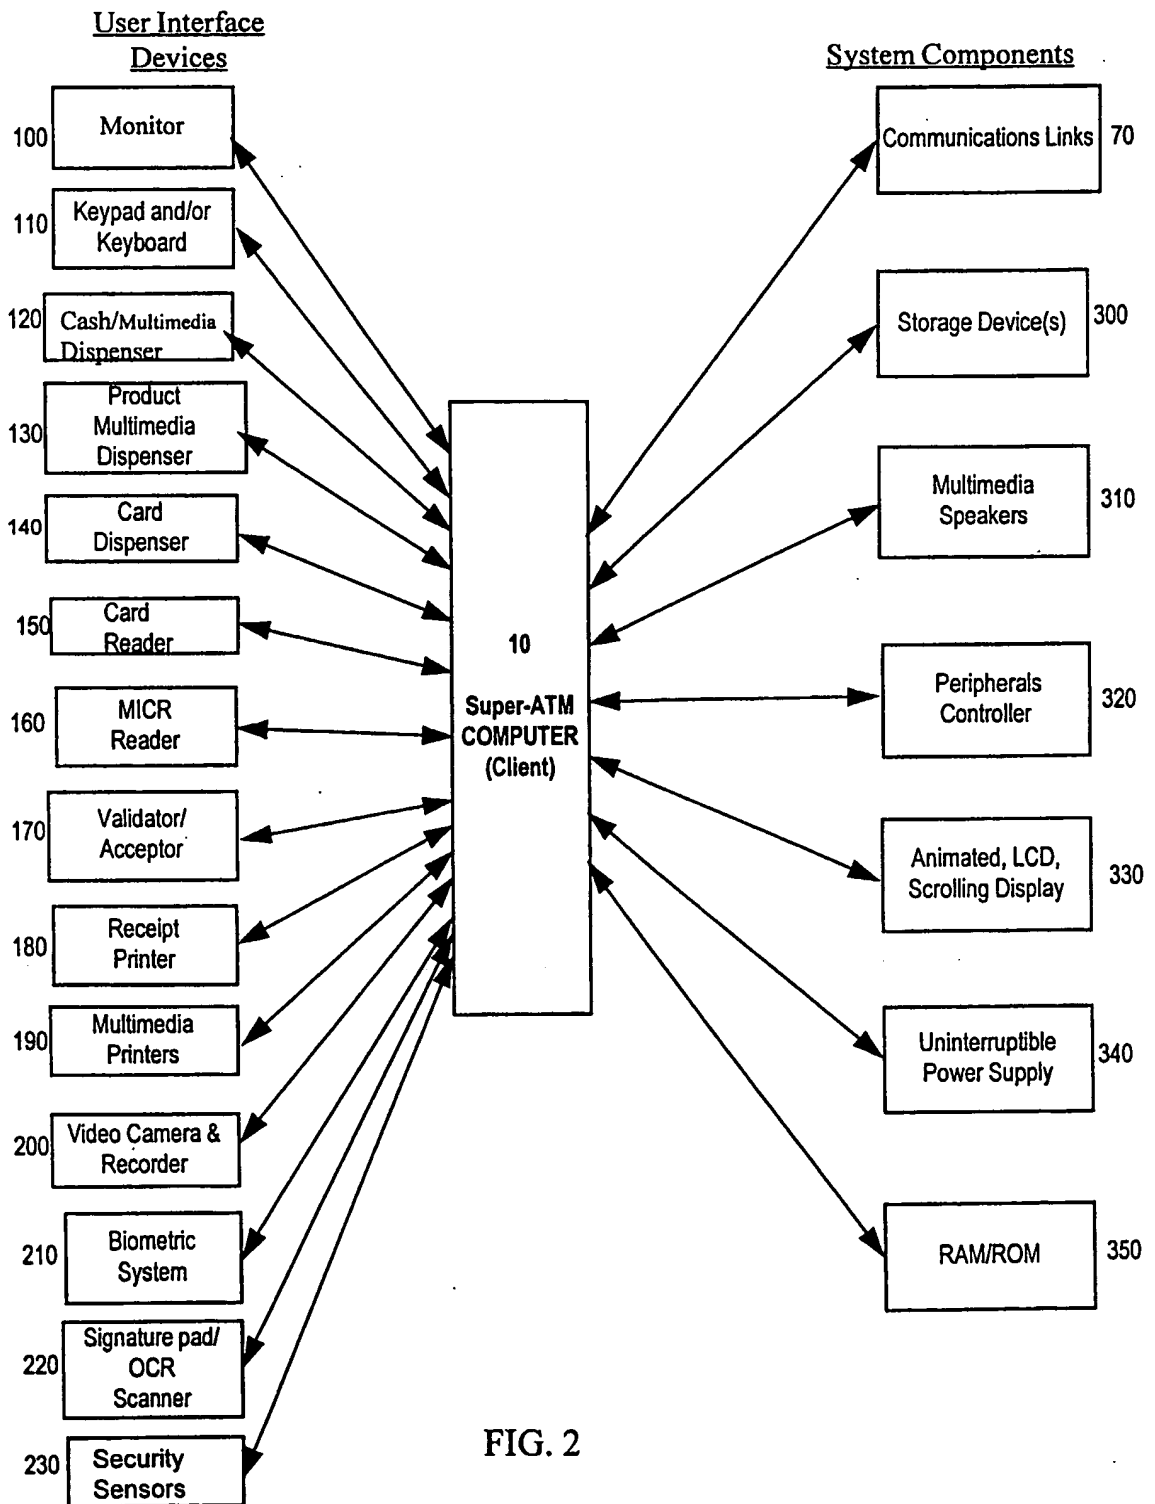 User Interface
Devices
100
Monitor
110
Keypad and/or
Keyboard
120
Cash/Multimedia
Dispenser
130
Product
Multimedia
Dispenser
140
Card
Dispenser
150
Card
Reader
160
MICR
Reader
170
Validator/
Acceptor
180
Receipt
Printer
190
Multimedia
Printers
200
Video Camera &
Recorder
210
Biometric
System
220
Signature pad/
OCR
Scanner
230
Security
Sensors
10
Super-ATM
COMPUTER
(Client)
System Components
Communications Links
70
Storage Device(s)
300
Multimedia
Speakers
310
Peripherals
Controller
320
Animated, LCD,
Scrolling Display
330
Uninterruptible
Power Supply
340
RAM/ROM
350
FIG. 2